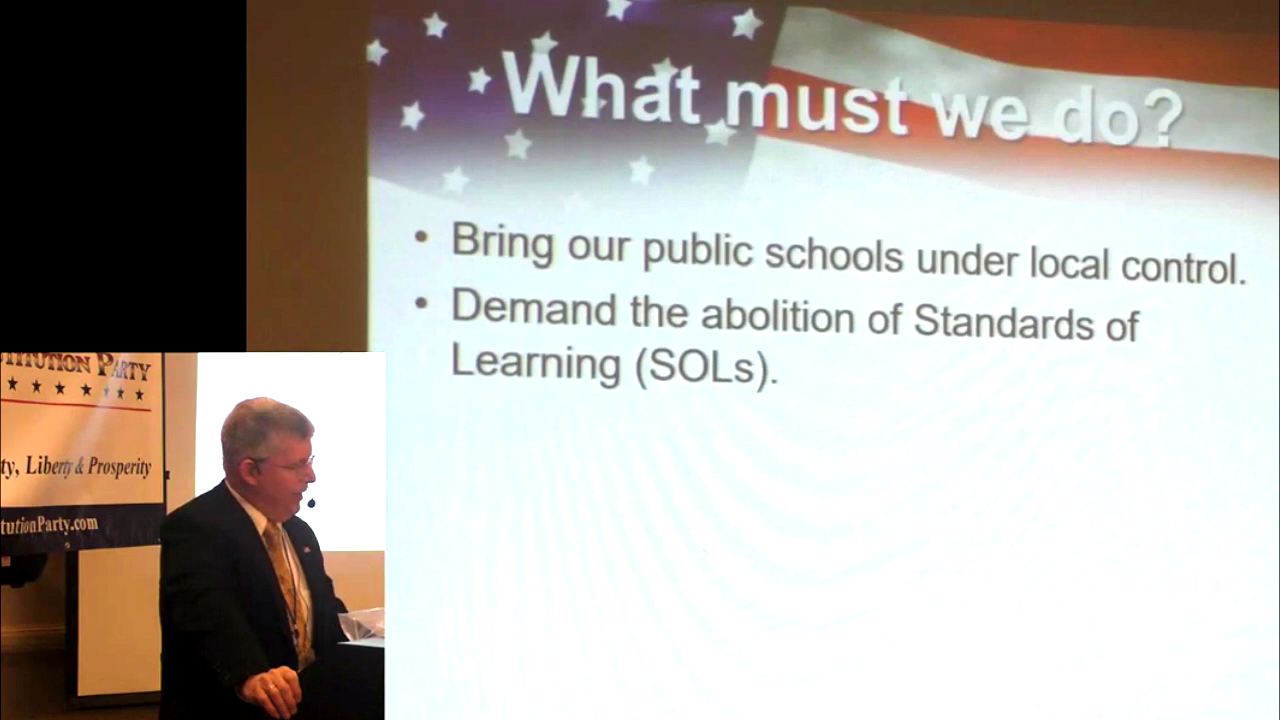 What must we do?
• Bring our public schools under local control.
• Demand the abolition of Standards of
Learning (SOLs).
STITUTION PARTY
ty, Liberty & Prosperity
tutionParty.com